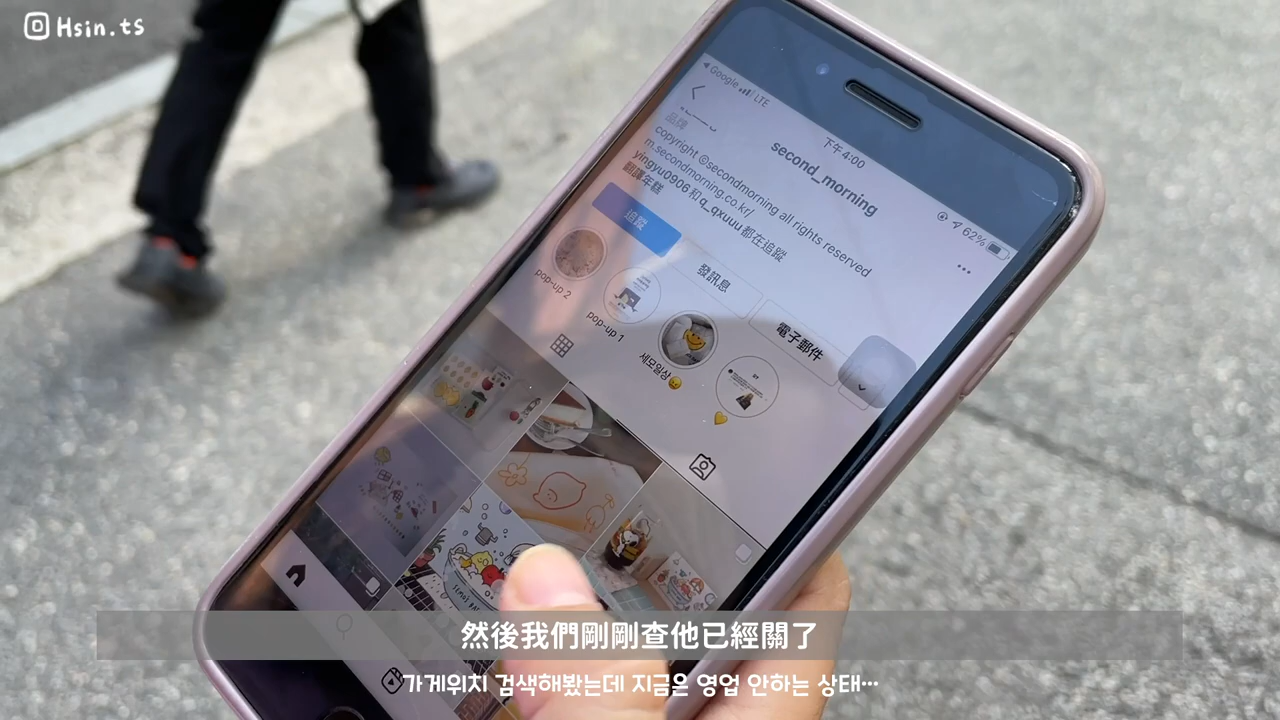 Hsin.ts
Google LTE
下午4:00
62%
second_morning
品牌
copyright @secondmorning all rights reserved
m.secondmorning.co.kr/
yingyu0906 和 q_qxuuu 都在追蹤
翻譯年糕
追蹤
發訊息
電子郵件
pop-up 2
pop-up 1
세모일상
然後我們剛剛查他已經關了
가게위치 검색해봤는데 지금은 영업 안하는 상태…